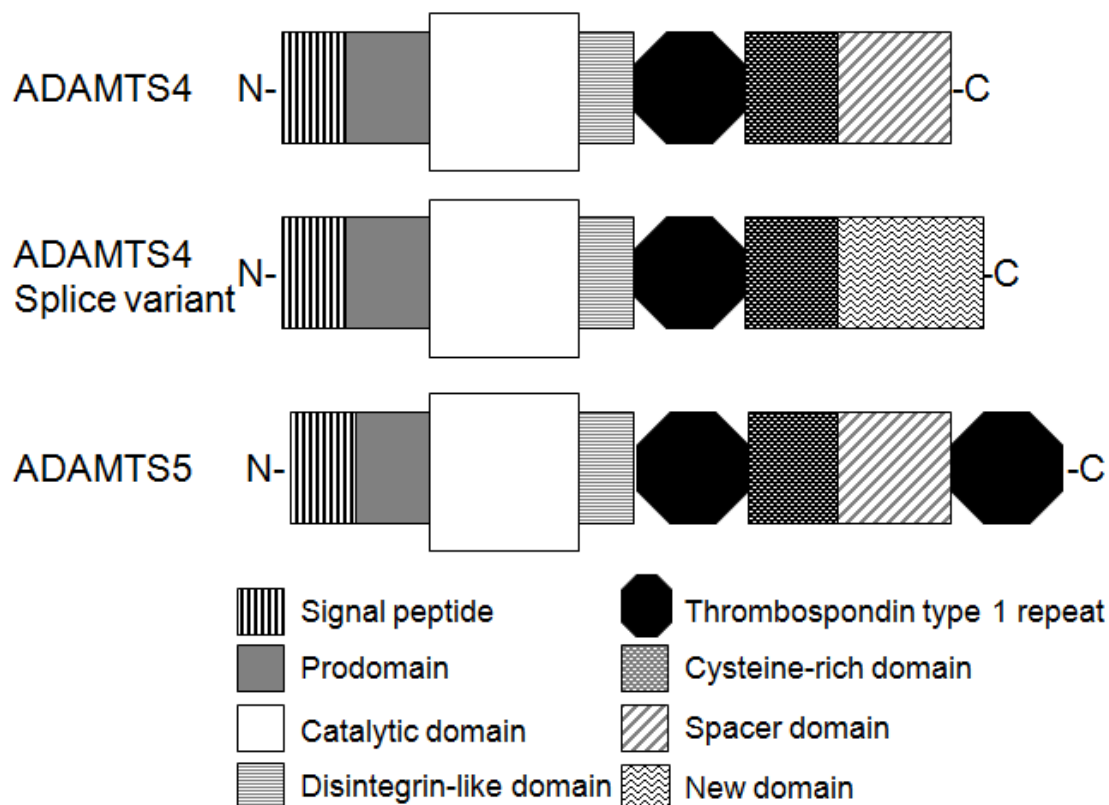 ADAMTS4 N- -C
ADAMTS4
Splice variant N- -C
ADAMTS5 N- -C
Signal peptide
Prodomain
Catalytic domain
Disintegrin-like domain
Thrombospondin type 1 repeat
Cysteine-rich domain
Spacer domain
New domain